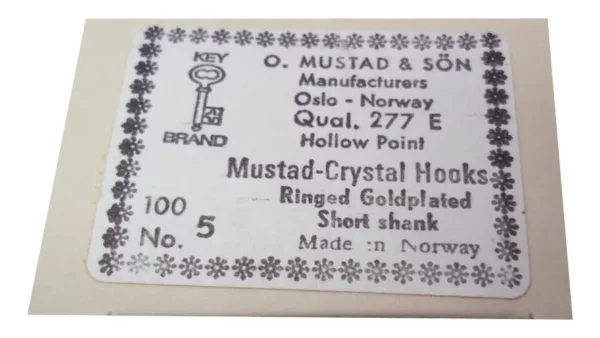 KEY
BRAND
O. MUSTAD & SÖN
Manufacturers
Oslo - Norway
Qual. 277 E
Hollow Point
Mustad-Crystal Hooks
Ringed Goldplated
Short shank
Made in Norway
100
No. 5